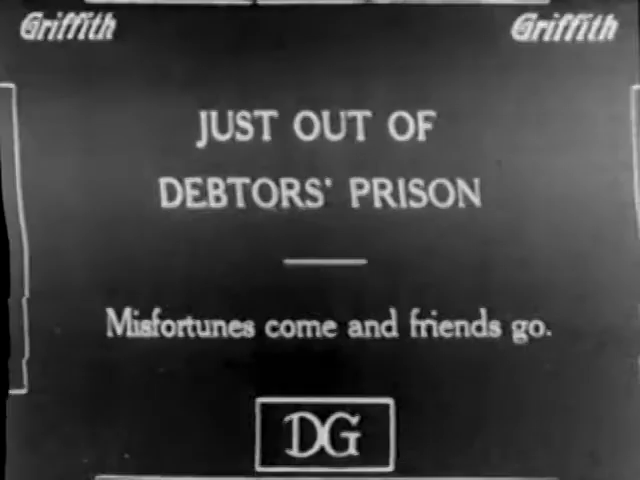 Griffith Griffith
JUST OUT OF
DEBTORS' PRISON
Misfortunes come and friends go.
DG